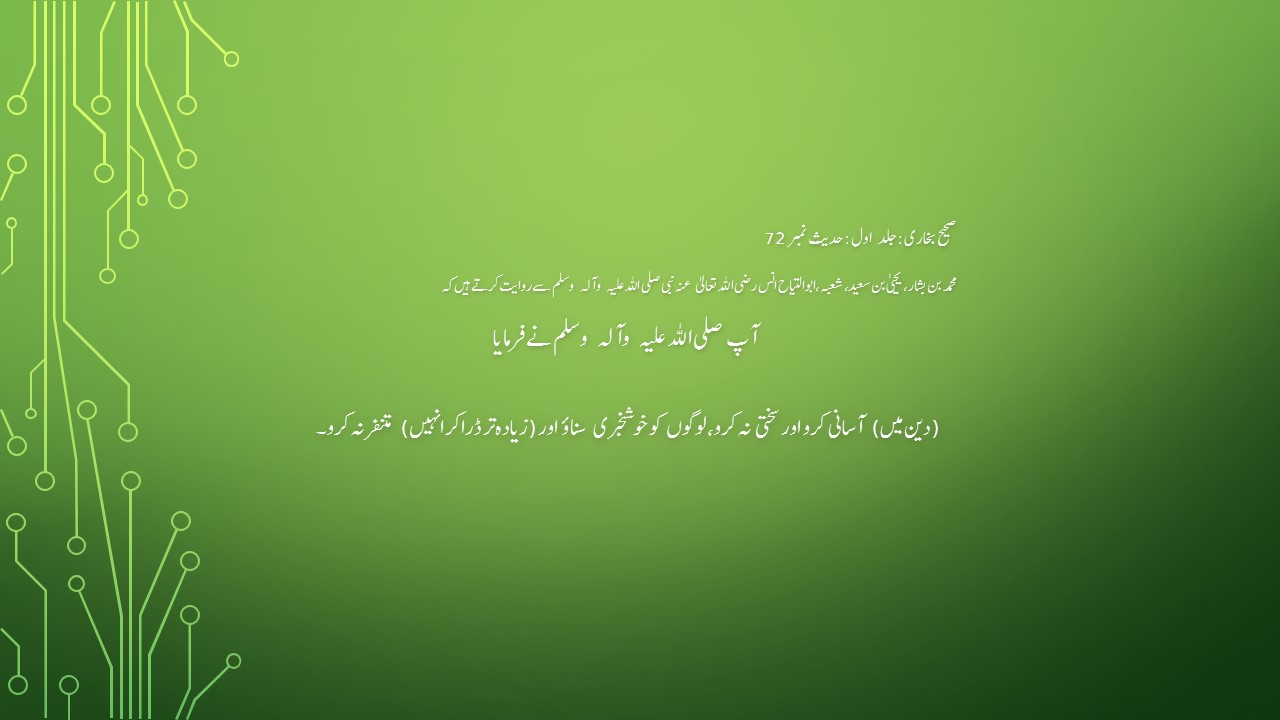 صحیح بخاری: جلد اول: حدیث نمبر 72
محمد بن بشار، یحیٰی بن سعید، شعبہ، ابوالتیاح انس رضی اللہ تعالیٰ عنہ نبی صلی اللہ علیہ وآلہ وسلم سے روایت کرتے ہیں کہ
آپ صلی اللہ علیہ وآلہ وسلم نے فرمایا
(دین میں) آسانی کرو اور سختی نہ کرو، لوگوں کو خوشخبری سناؤ اور (زیادہ تر ڈرا کر انہیں) متنفر نہ کرو۔